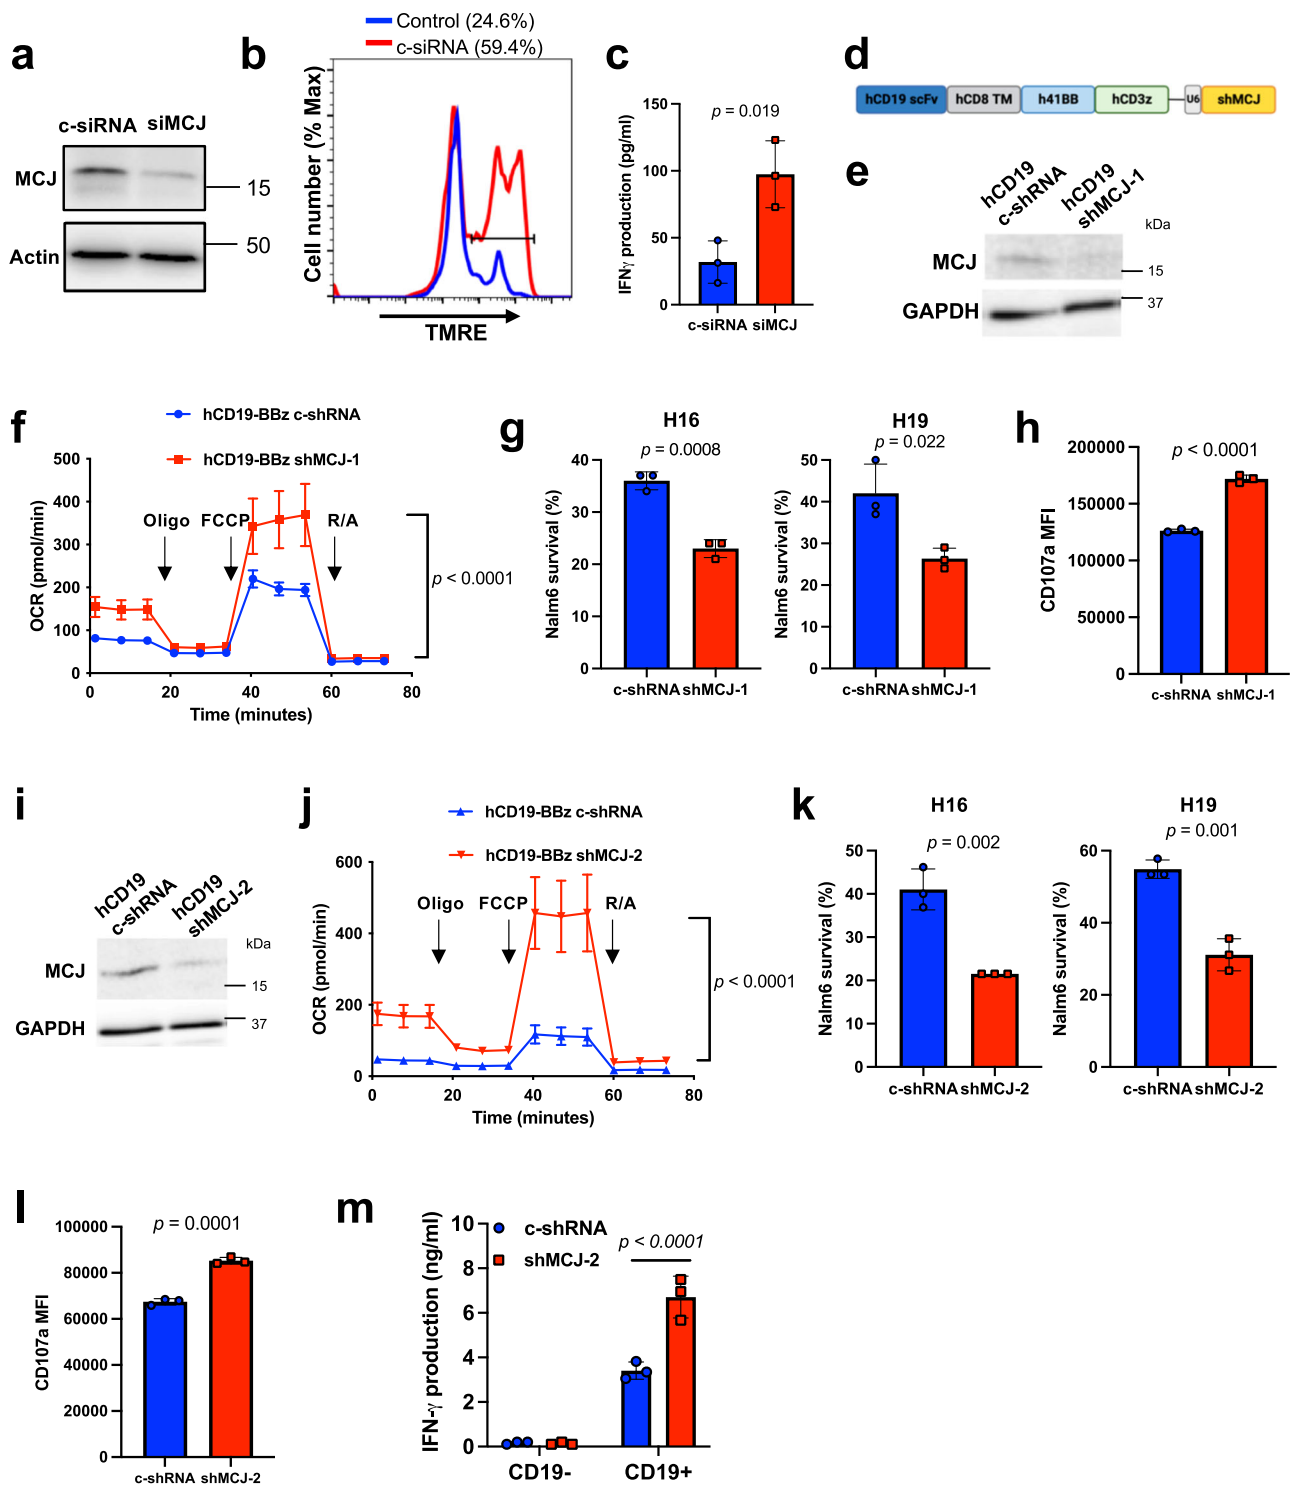 a
c-siRNA siMCJ
MCJ
15
Actin
50
b
Control (24.6%)
c-siRNA (59.4%)
Cell number (% Max)
TMRE
c
p = 0.019
IFNγ production (pg/ml)
150
100
50
0
c-siRNA siMCJ
d
hCD19 scFv hCD8 TM h41BB hCD3z U6 shMCJ
e
hCD19 c-shRNA
hCD19 shMCJ-1
kDa
MCJ
15
GAPDH
37
f
hCD19-BBz c-shRNA
hCD19-BBz shMCJ-1
OCR (pmol/min)
500
400
300
200
100
0
Oligo FCCP R/A
p < 0.0001
0 20 40 60 80
Time (minutes)
g
H16
p = 0.0008
Nalm6 survival (%)
40
30
20
10
0
c-shRNA shMCJ-1
H19
p = 0.022
Nalm6 survival (%)
50
40
30
20
10
0
c-shRNA shMCJ-1
h
p < 0.0001
CD107a MFI
200000
150000
100000
50000
0
c-shRNA shMCJ-1
i
hCD19 c-shRNA
hCD19 shMCJ-2
kDa
MCJ
15
GAPDH
37
j
hCD19-BBz c-shRNA
hCD19-BBz shMCJ-2
OCR (pmol/min)
600
400
200
0
Oligo FCCP R/A
p < 0.0001
0 20 40 60 80
Time (minutes)
k
H16
p = 0.002
Nalm6 survival (%)
50
40
30
20
10
0
c-shRNA shMCJ-2
H19
p = 0.001
Nalm6 survival (%)
60
40
20
0
c-shRNA shMCJ-2
l
p = 0.0001
CD107a MFI
100000
80000
60000
40000
20000
0
c-shRNA shMCJ-2
m
c-shRNA
shMCJ-2
p < 0.0001
IFN-γ production (ng/ml)
10
8
6
4
2
0
CD19- CD19+